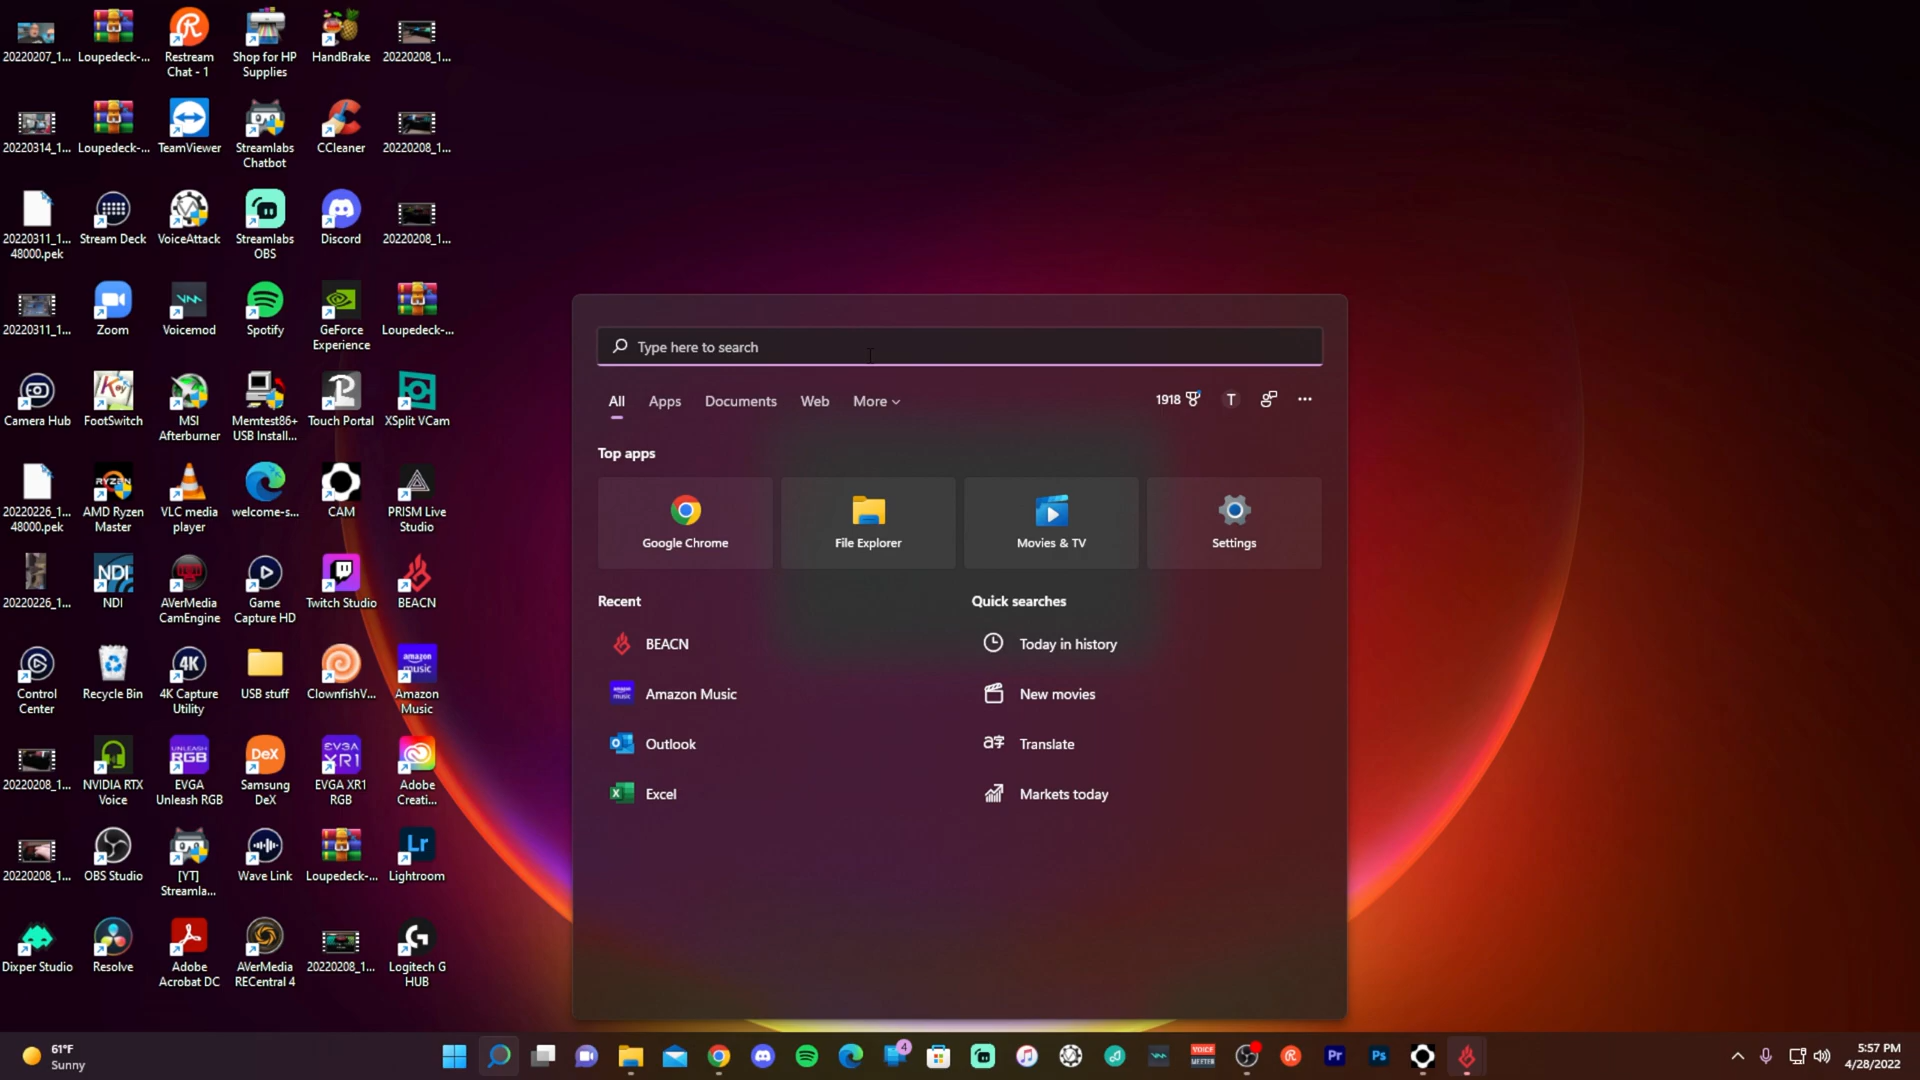 20220207_1... Loupedeck-... Restream Chat - 1 Shop for HP Supplies HandBrake 20220208_1...
20220314_1... Loupedeck-... TeamViewer Streamlabs Chatbot CCleaner 20220208_1...
20220311_1... 48000.pek Stream Deck VoiceAttack Streamlabs OBS Discord 20220208_1...
20220311_1... Zoom Voicemod Spotify GeForce Experience Loupedeck-...
Camera Hub FootSwitch MSI Afterburner Memtest86+ USB Install... Touch Portal XSplit VCam
20220226_1... 48000.pek AMD Ryzen Master VLC media player welcome-s... CAM PRISM Live Studio
20220226_1... NDI AVerMedia CamEngine Game Capture HD Twitch Studio BEACN
Control Center Recycle Bin 4K Capture Utility USB stuff ClownfishV... Amazon Music
20220208_1... NVIDIA RTX Voice EVGA Unleash RGB Samsung DeX EVGA XR1 RGB Adobe Creati...
20220208_1... OBS Studio [YT] Streamla... Wave Link Loupedeck-... Lightroom
Dixper Studio Resolve Adobe Acrobat DC AVerMedia RECentral 4 20220208_1... Logitech G HUB
Type here to search
All Apps Documents Web More 1918 T
Top apps
Google Chrome File Explorer Movies & TV Settings
Recent
BEACN
Amazon Music
Outlook
Excel
Quick searches
Today in history
New movies
Translate
Markets today
61°F
Sunny
4
Pr
Ps
5:57 PM
4/28/2022